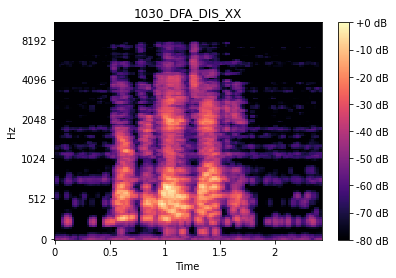 1030_DFA_DIS_XX
+0 dB
8192
-10 dB
4096
-20 dB
-30 dB
2048
Hz
-40 dB
1024
-50 dB
512
-60 dB
-70 dB
0
-80 dB
0 0.5 1 1.5 2
Time